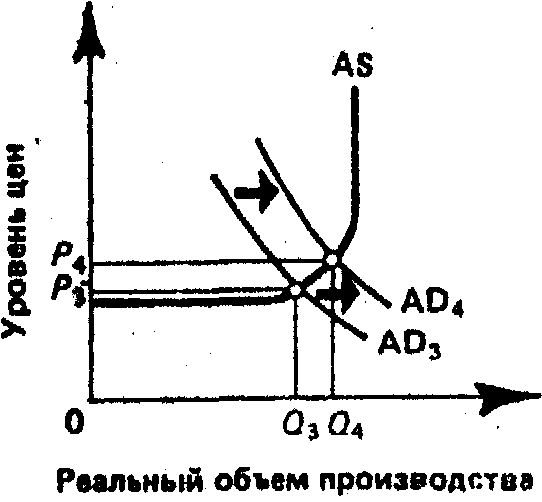 AS
Уровень цен
P₄
P₃
AD₄
AD₃
0
Q₃ Q₄
Реальный объем производства